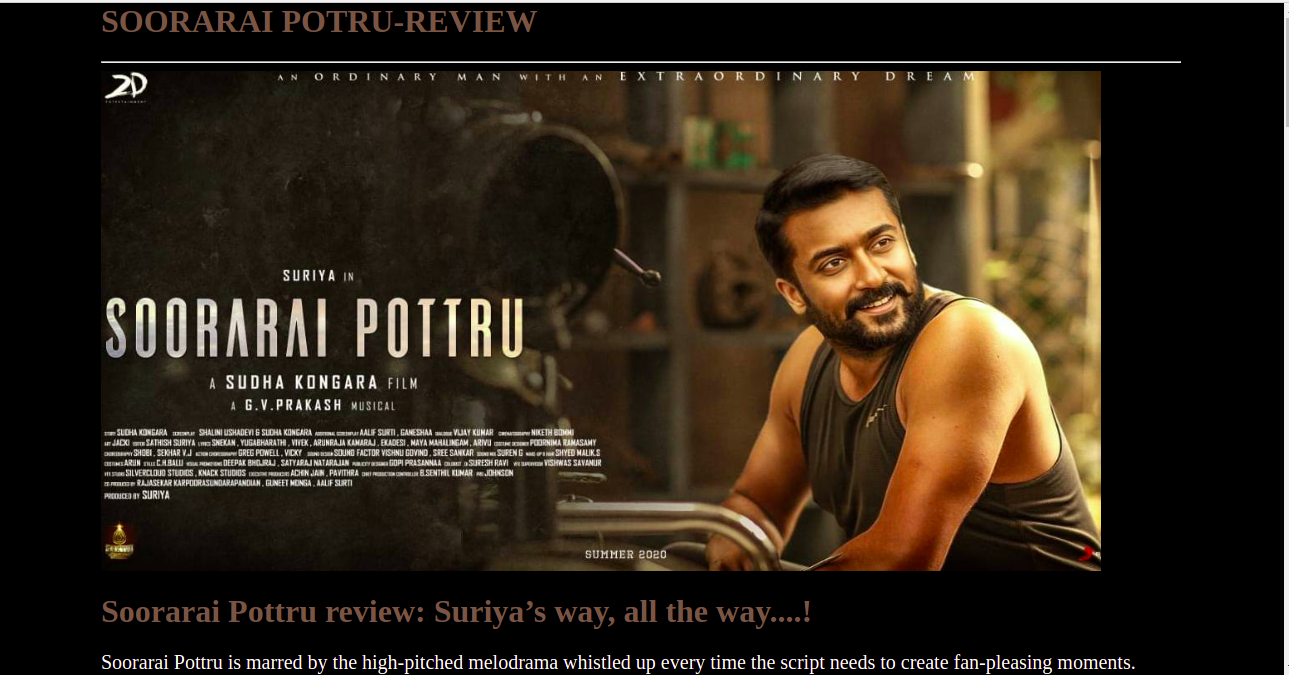 SOORARAI POTRU-REVIEW
2D
ENTERTAINMENT
AN ORDINARY MAN WITH AN EXTRAORDINARY DREAM
SURIYA IN
SOORARAI POTTRU
A SUDHA KONGARA FILM
A G.V.PRAKASH MUSICAL
STORY SUDHA KONGARA SCREENPLAY SHALINI USHADEVI & SUDHA KONGARA ADDITIONAL SCREENPLAY AALIF SURTI , GANESHAA DIALOGUE VIJAY KUMAR CINEMATOGRAPHY NIKETH BOMMI
ART JACKI EDITOR SATHISH SURIYA LYRICS SNEKAN , YUGABHARATHI , VIVEK , ARUNRAJA KAMARAJ , EKADESI , MAYA MAHALINGAM , ARIVU COSTUME DESIGNER POORNIMA RAMASAMY
CHOREOGRAPHY SHOBI , SEKHAR V.J ACTION CHOREOGRAPHY GREG POWELL , VICKY SOUND DESIGN SOUND FACTOR VISHNU GOVIND , SREE SANKAR SOUND MIX SUREN G MAKE-UP & HAIR SHYED MALIK.S
COSTUMES ARUN STILLS C.H.BALU VISUAL PROMOTIONS DEEPAK BHOJRAJ , SATYARAJ NATARAJAN PUBLICITY DESIGNER GOPI PRASANNAA COLORIST SURESH RAVI VFX SUPERVISOR VISHWAS SAVANUR
VFX STUDIO SILVERCLOUD STUDIOS , KNACK STUDIOS EXECUTIVE PRODUCERS ACHIN JAIN , PAVITHRA CHIEF PRODUCTION CONTROLLER B.SENTHIL KUMAR PRO JOHNSON
CO PRODUCED BY RAJASEKAR KARPOORASUNDARAPANDIAN , GUNEET MONGA , AALIF SURTI
PRODUCED BY SURIYA
SUMMER 2020
Soorarai Pottru review: Suriya’s way, all the way....!
Soorarai Pottru is marred by the high-pitched melodrama whistled up every time the script needs to create fan-pleasing moments.